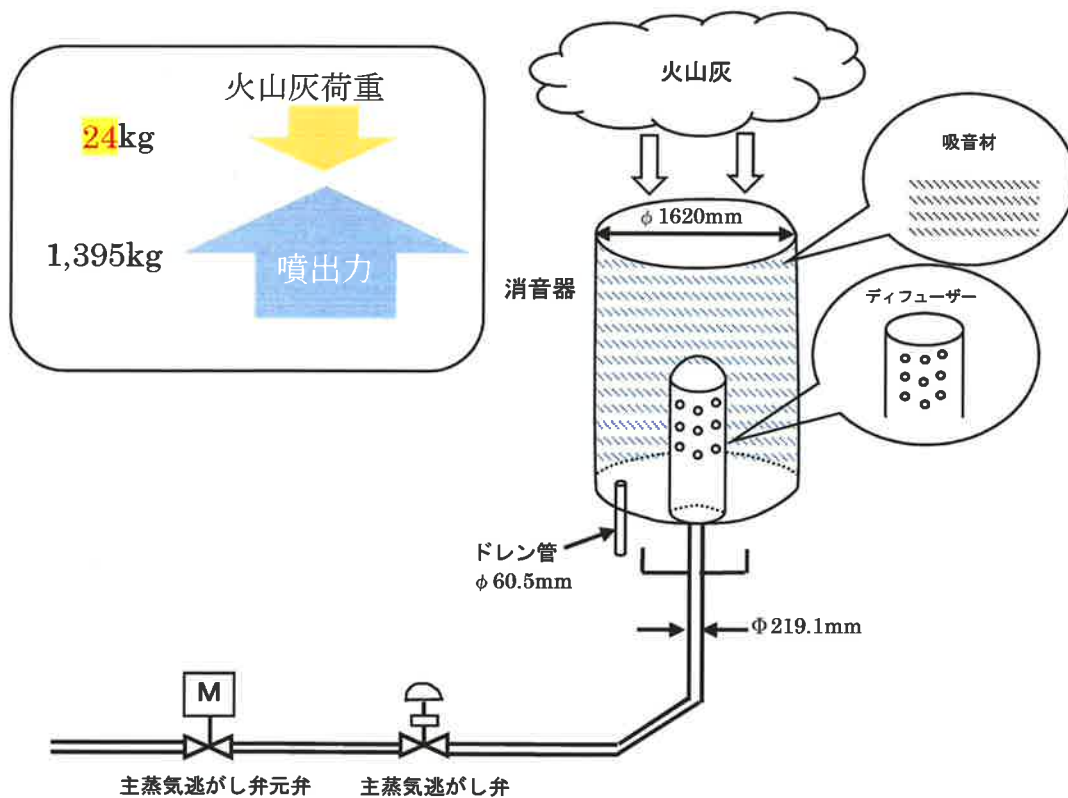 火山灰荷重
24kg
1,395kg
噴出力
火山灰
吸音材
φ1620mm
消音器
ディフューザー
ドレン管
φ60.5mm
Φ219.1mm
M
主蒸気逃がし弁元弁
主蒸気逃がし弁